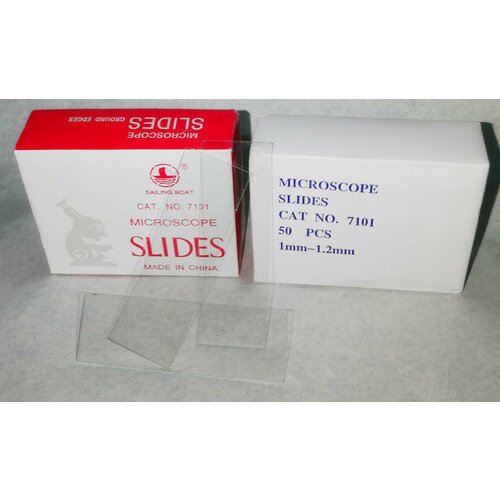 MICROSCOPE
SLIDES
GROUND EDGES
®
SAILING BOAT
CAT. NO. 7101
MICROSCOPE
SLIDES
MADE IN CHINA
MICROSCOPE
SLIDES
CAT NO. 7101
50 PCS
1mm-1.2mm